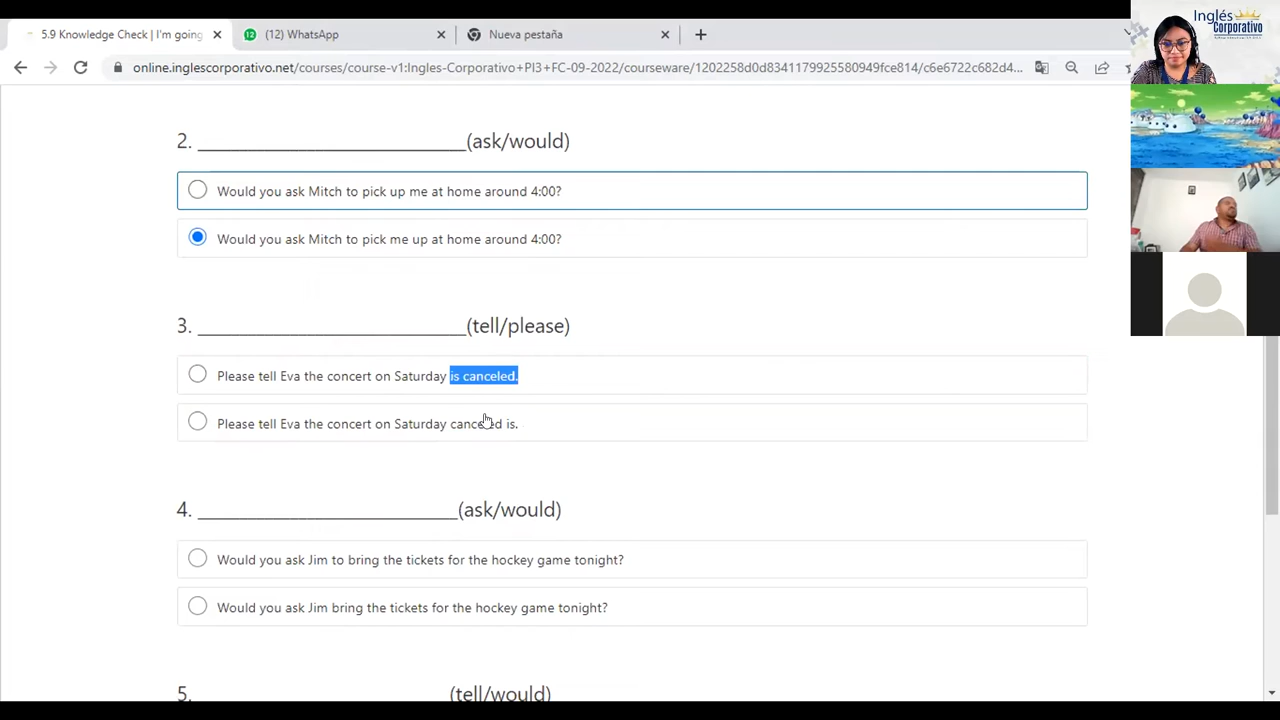 5.9 Knowledge Check | I'm going
(12) WhatsApp
Nueva pestaña
online.inglescorporativo.net/courses/course-v1:Ingles-Corporativo+PI3+FC-09-2022/courseware/120225810d8341179925580949fce814/c6e6722c682d4...
Inglés
Corporativo
2. ____________________________(ask/would)
Would you ask Mitch to pick up me at home around 4:00?
Would you ask Mitch to pick me up at home around 4:00?
3. ____________________________(tell/please)
Please tell Eva the concert on Saturday is canceled.
Please tell Eva the concert on Saturday canceled is.
4. ___________________________(ask/would)
Would you ask Jim to bring the tickets for the hockey game tonight?
Would you ask Jim bring the tickets for the hockey game tonight?
5. __________________________(tell/would)